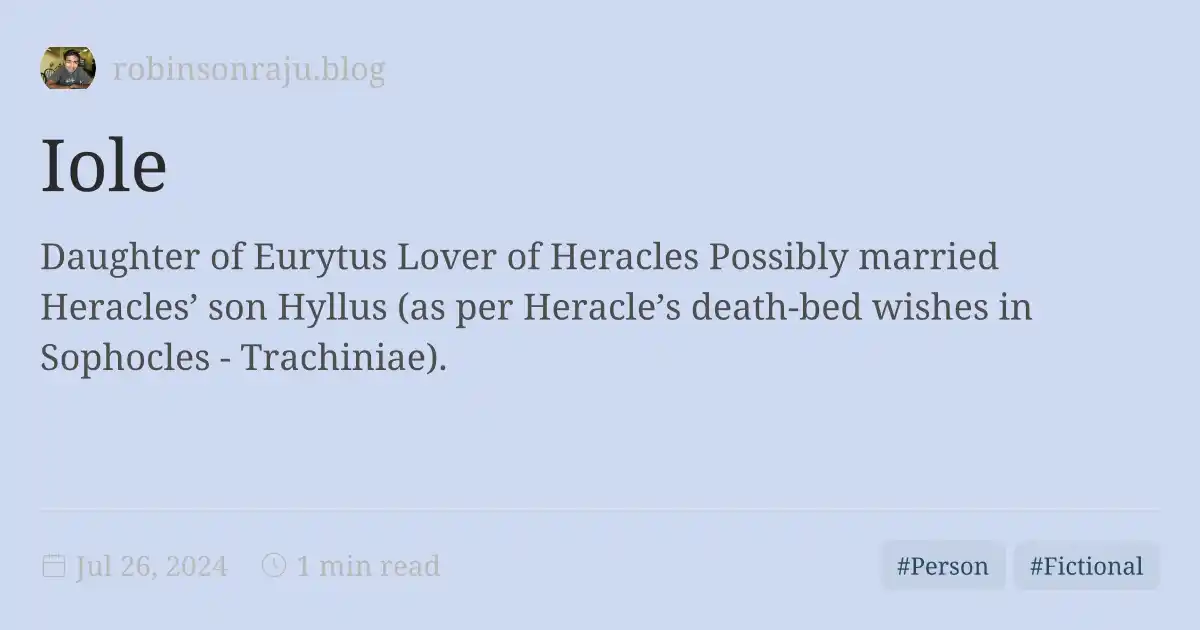 robinsonraju.blog
Iole
Daughter of Eurytus Lover of Heracles Possibly married
Heracles’ son Hyllus (as per Heracle’s death-bed wishes in
Sophocles - Trachiniae).
Jul 26, 2024 1 min read #Person #Fictional